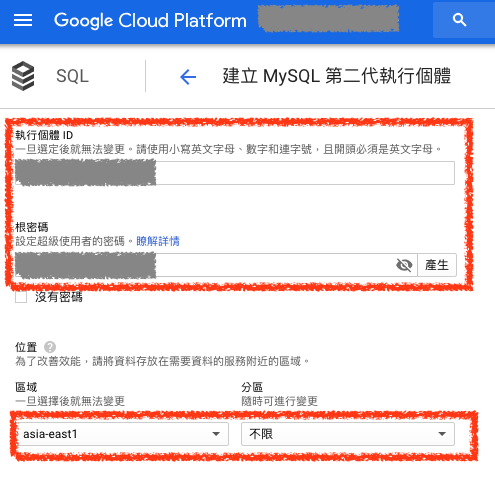 Google Cloud Platform
SQL
建立 MySQL 第二代執行個體
執行個體 ID
一旦選定後就無法變更。請使用小寫英文字母、數字和連字號，且開頭必須是英文字母。
根密碼
設定超級使用者的密碼。瞭解詳情
產生
沒有密碼
位置
為了改善效能，請將資料存放在需要資料的服務附近的區域。
區域
分區
一旦選擇後就無法變更
隨時可進行變更
asia-east1
不限